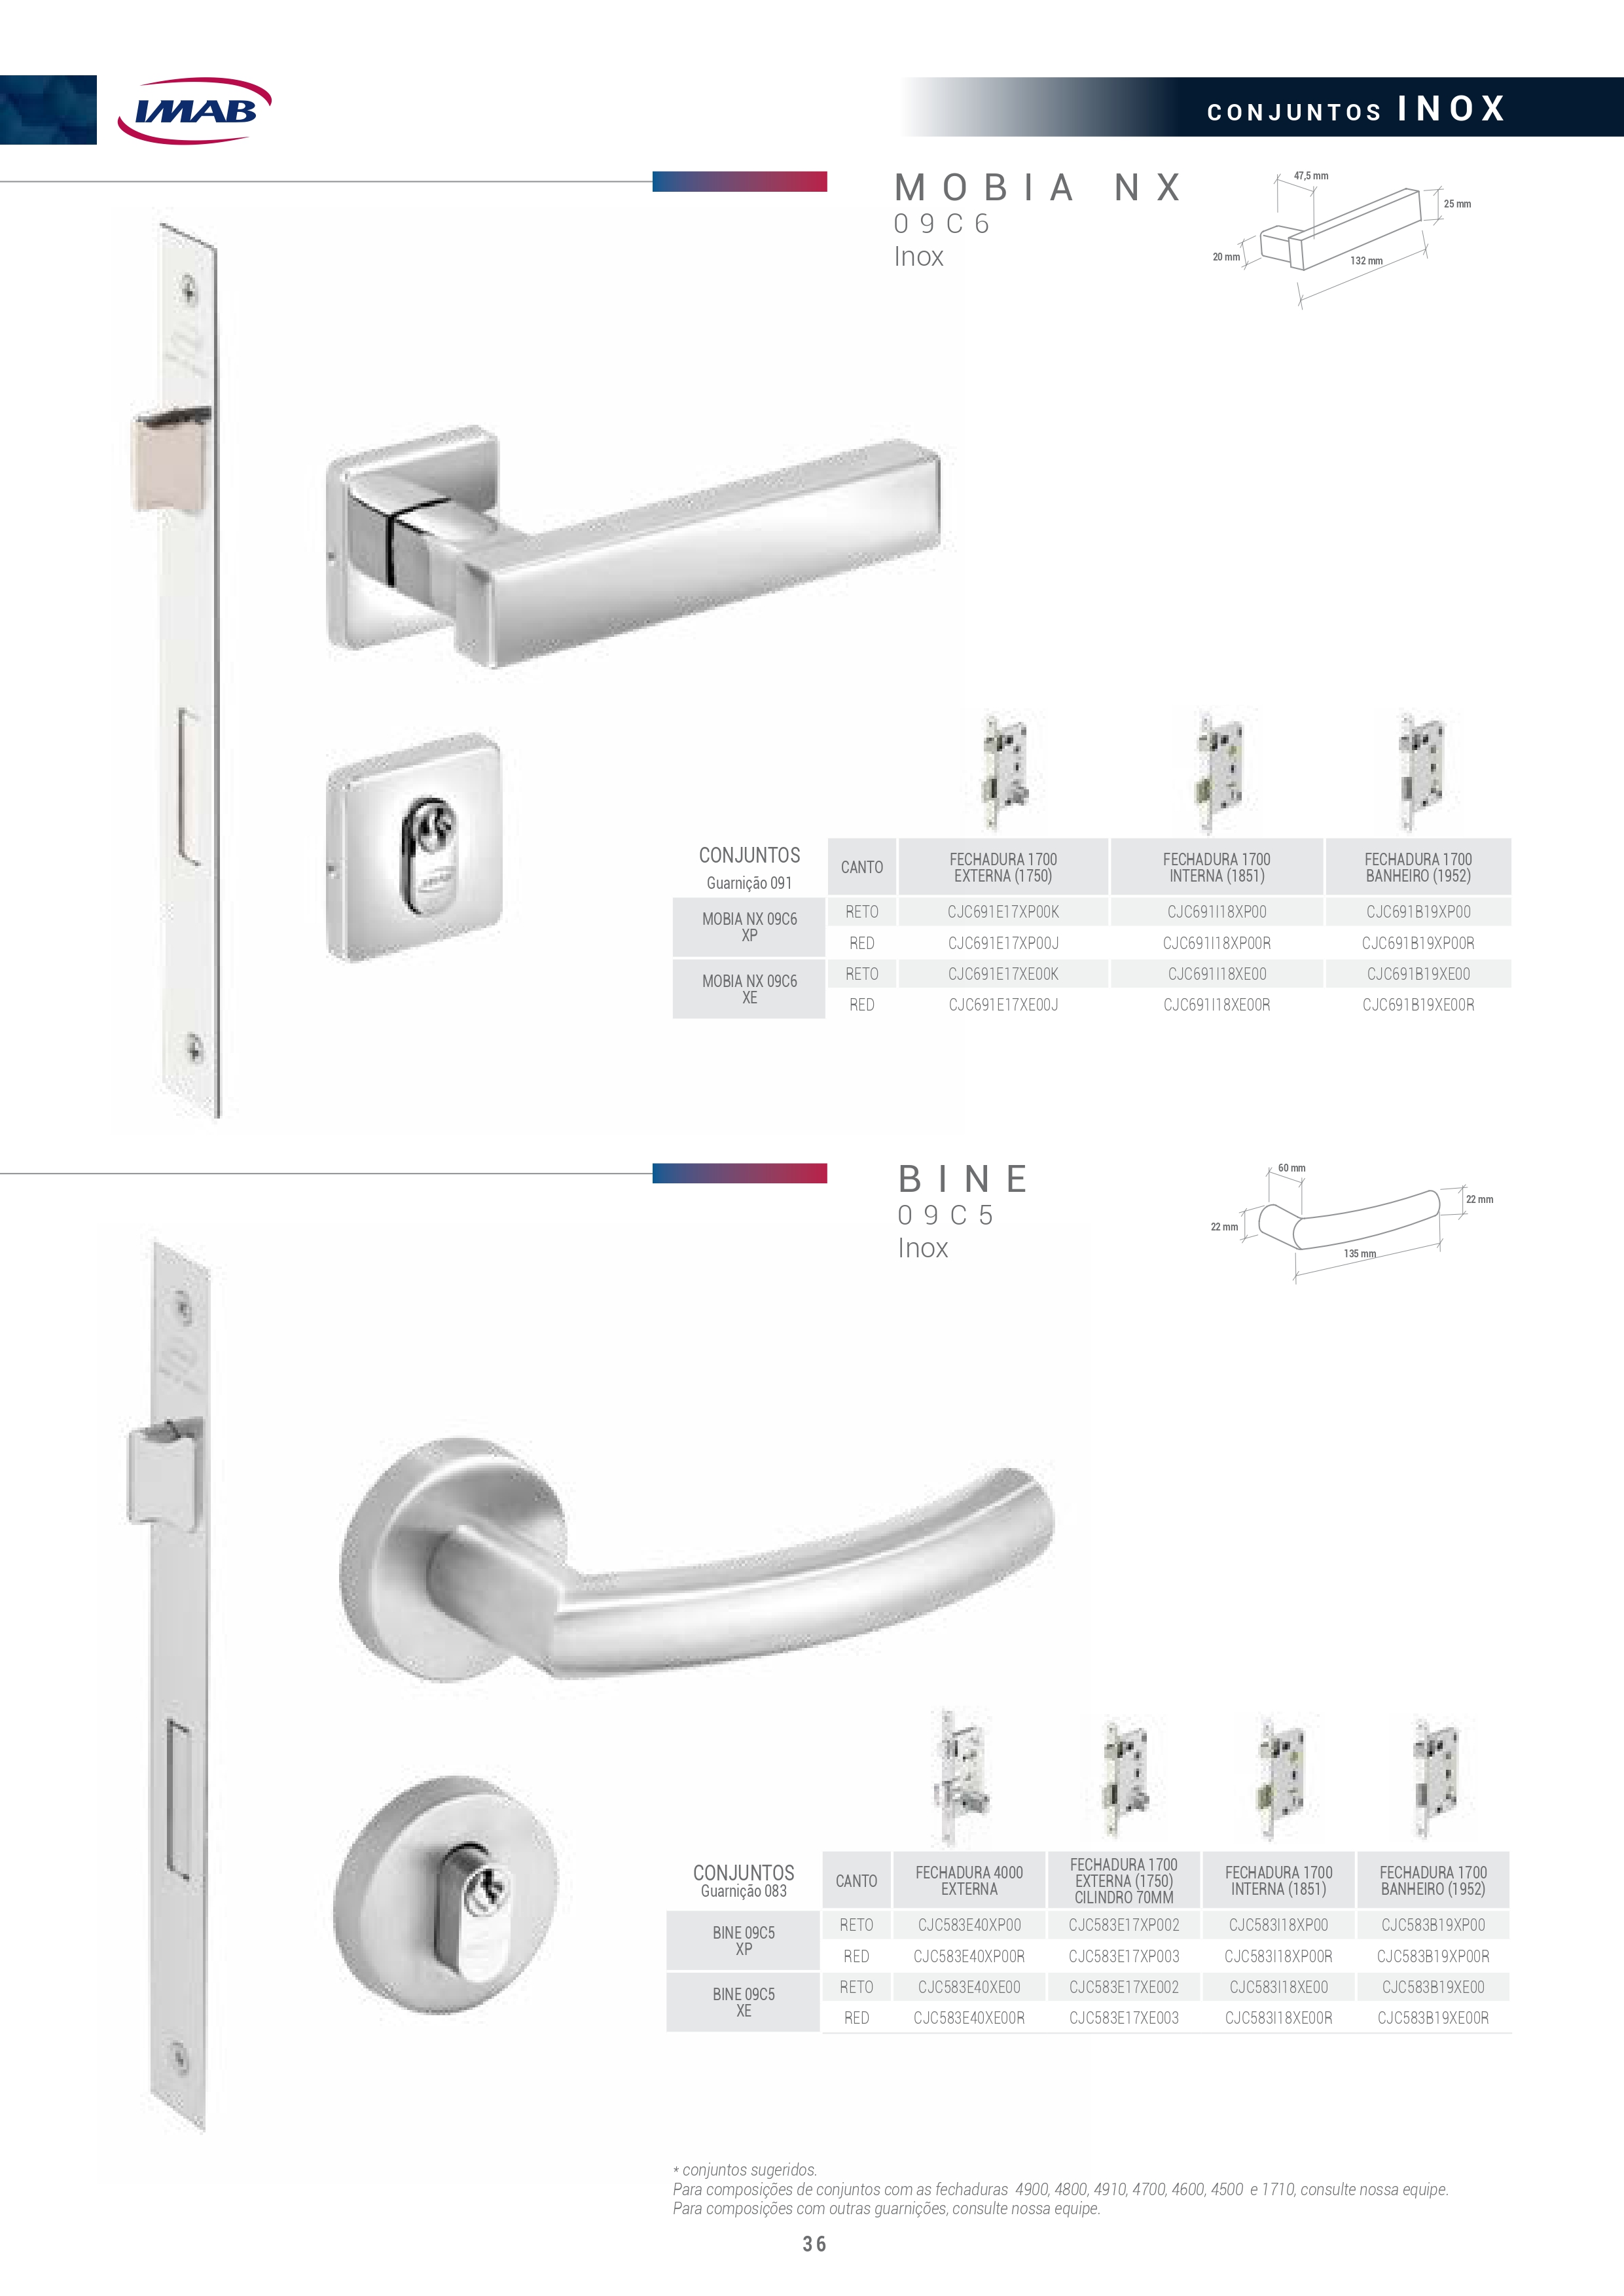 IMAB
CONJUNTOS INOX
MOBIA NX
09C6
Inox
47,5 mm
25 mm
20 mm
132 mm
CONJUNTOS
Guarnição 091
CANTO
FECHADURA 1700
EXTERNA (1750)
FECHADURA 1700
INTERNA (1851)
FECHADURA 1700
BANHEIRO (1952)
MOBIA NX 09C6
XP
RETO CJC691E17XP00K CJC691I18XP00 CJC691B19XP00
RED CJC691E17XP00J CJC691I18XP00R CJC691B19XP00R
MOBIA NX 09C6
XE
RETO CJC691E17XE00K CJC691I18XE00 CJC691B19XE00
RED CJC691E17XE00J CJC691I18XE00R CJC691B19XE00R
BINE
09C5
Inox
60 mm
22 mm
22 mm
135 mm
CONJUNTOS
Guarnição 083
CANTO
FECHADURA 4000
EXTERNA
FECHADURA 1700
EXTERNA (1750)
CILINDRO 70MM
FECHADURA 1700
INTERNA (1851)
FECHADURA 1700
BANHEIRO (1952)
BINE 09C5
XP
RETO CJC583E40XP00 CJC583E17XP002 CJC583I18XP00 CJC583B19XP00
RED CJC583E40XP00R CJC583E17XP003 CJC583I18XP00R CJC583B19XP00R
BINE 09C5
XE
RETO CJC583E40XE00 CJC583E17XE002 CJC583I18XE00 CJC583B19XE00
RED CJC583E40XE00R CJC583E17XE003 CJC583I18XE00R CJC583B19XE00R
* conjuntos sugeridos.
Para composições de conjuntos com as fechaduras 4900, 4800, 4910, 4700, 4600, 4500 e 1710, consulte nossa equipe.
Para composições com outras guarnições, consulte nossa equipe.
36